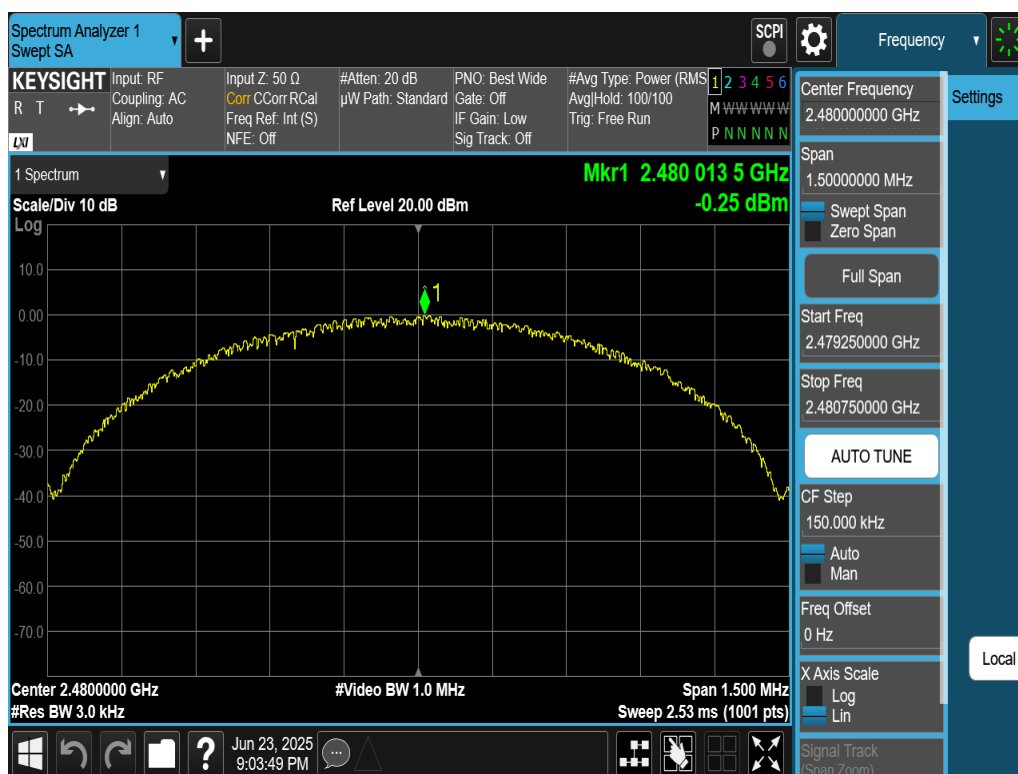 Spectrum Analyzer 1
Swept SA
+
SCPI
Frequency
KEYSIGHT
R T
LXI
Input: RF
Coupling: AC
Align: Auto
Input Z: 50 Ω
Corr CCorr RCal
Freq Ref: Int (S)
NFE: Off
#Atten: 20 dB
µW Path: Standard
PNO: Best Wide
Gate: Off
IF Gain: Low
Sig Track: Off
#Avg Type: Power (RMS
Avg|Hold: 100/100
Trig: Free Run
1 2 3 4 5 6
M W W W W W
P N N N N N
1 Spectrum
Mkr1 2.480 013 5 GHz
Scale/Div 10 dB
Ref Level 20.00 dBm
-0.25 dBm
Log
1
10.0
0.00
-10.0
-20.0
-30.0
-40.0
-50.0
-60.0
-70.0
Center 2.4800000 GHz
#Video BW 1.0 MHz
Span 1.500 MHz
#Res BW 3.0 kHz
Sweep 2.53 ms (1001 pts)
?
Jun 23, 2025
9:03:49 PM
Center Frequency
2.480000000 GHz
Span
1.50000000 MHz
Swept Span
Zero Span
Full Span
Start Freq
2.479250000 GHz
Stop Freq
2.480750000 GHz
AUTO TUNE
CF Step
150.000 kHz
Auto
Man
Freq Offset
0 Hz
X Axis Scale
Log
Lin
Signal Track
(Span Zoom)
Settings
Local